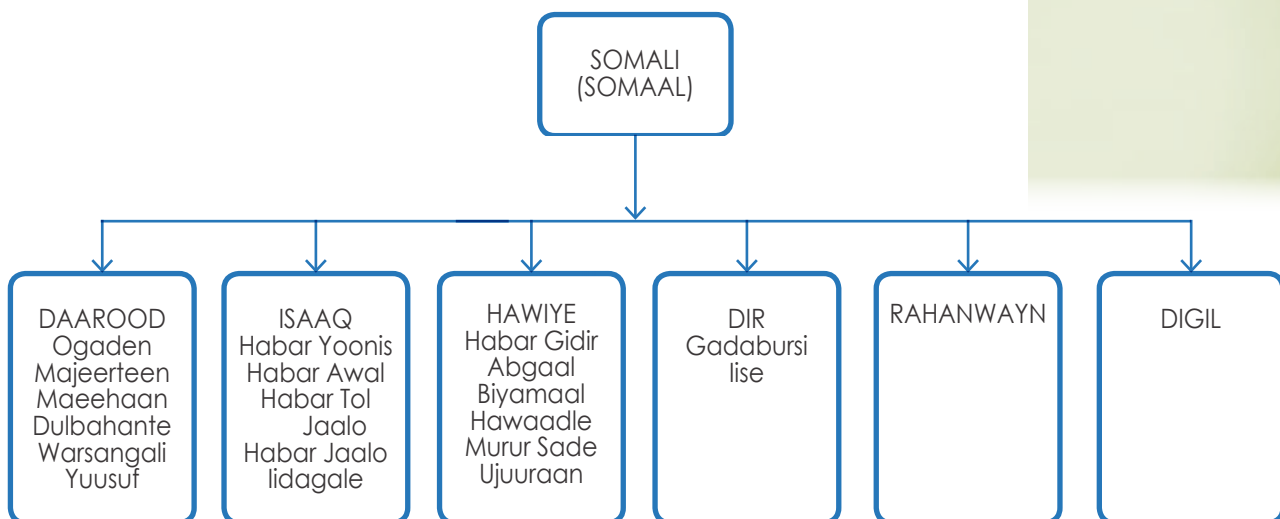 SOMALI
(SOMAAL)
DAAROOD
Ogaden
Majeerteen
Maeehaan
Dulbahante
Warsangali
Yuusuf
ISAAQ
Habar Yoonis
Habar Awal
Habar Tol
Jaalo
Habar Jaalo
Iidagale
HAWIYE
Habar Gidir
Abgaal
Biyamaal
Hawaadle
Murur Sade
Ujuuraan
DIR
Gadabursi
Iise
RAHANWAYN
DIGIL